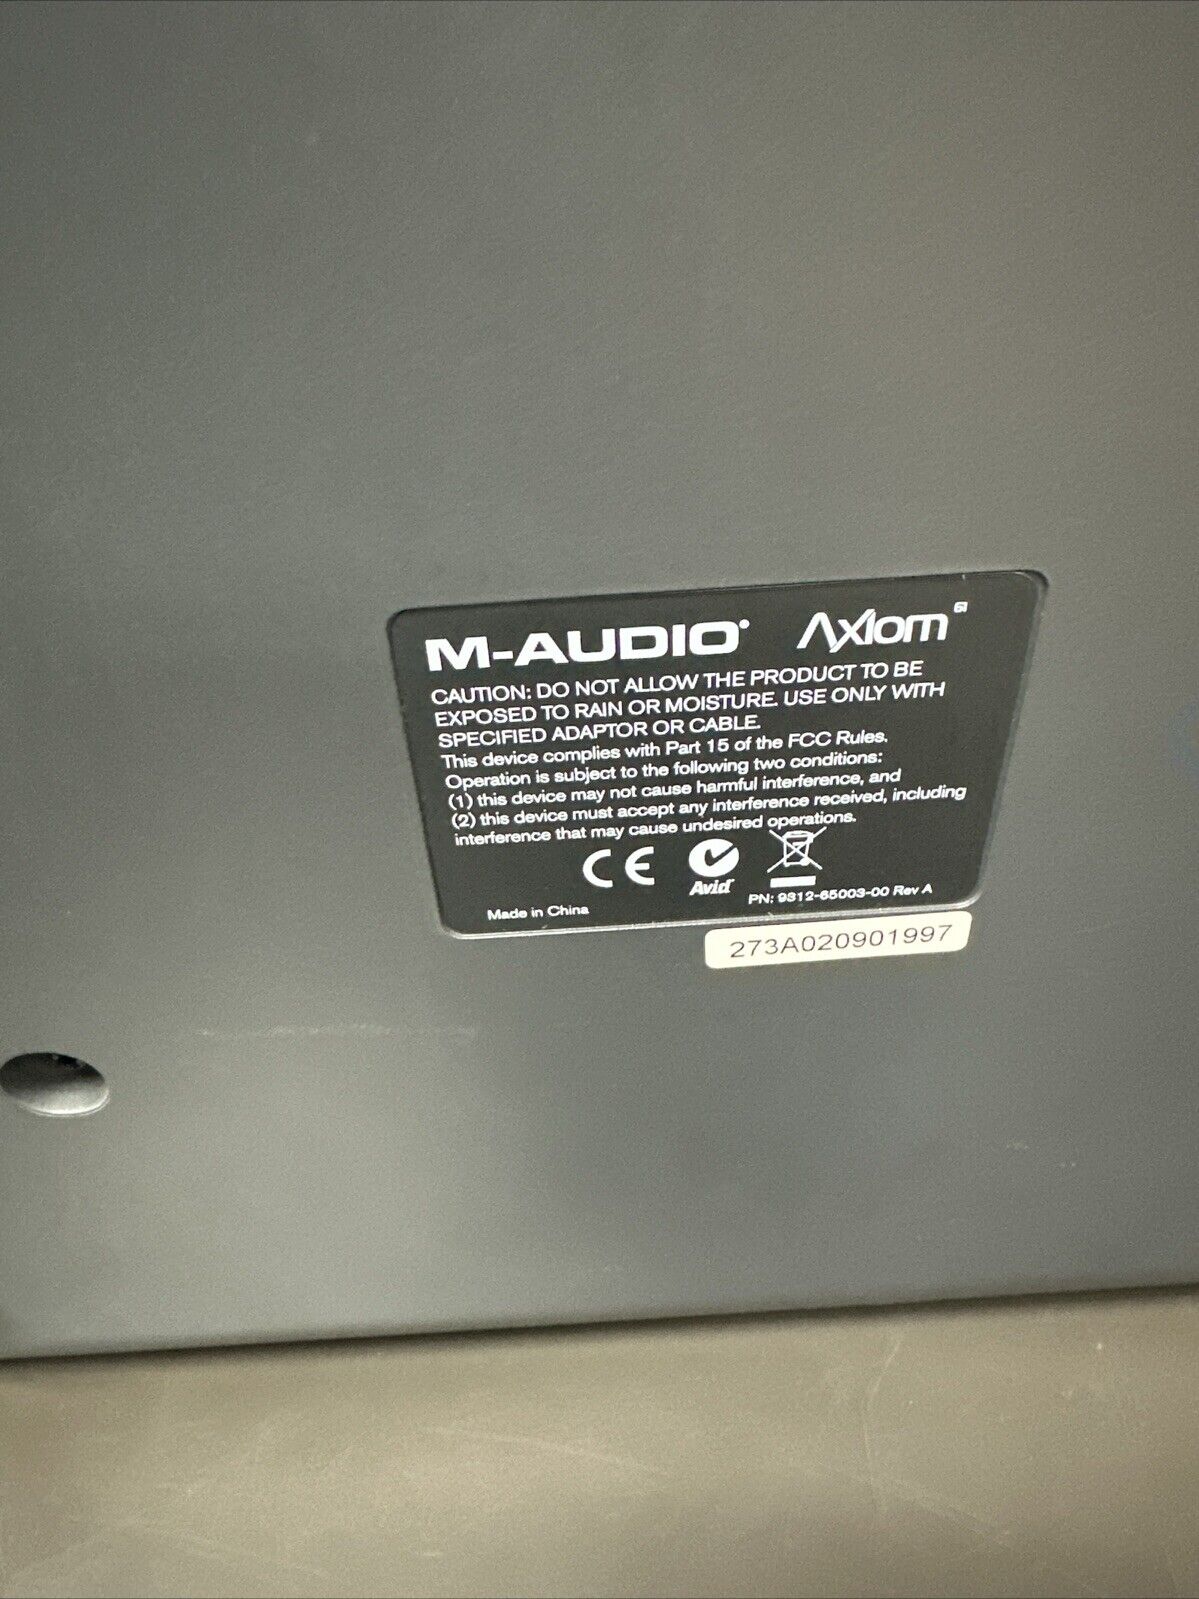 M-AUDIO Axiom 61
CAUTION: DO NOT ALLOW THE PRODUCT TO BE
EXPOSED TO RAIN OR MOISTURE. USE ONLY WITH
SPECIFIED ADAPTOR OR CABLE.
This device complies with Part 15 of the FCC Rules.
Operation is subject to the following two conditions:
(1) this device may not cause harmful interference, and
(2) this device must accept any interference received, including
interference that may cause undesired operations.
CE
Avid
Made in China
PN: 9312-65003-00 Rev A
273A020901997